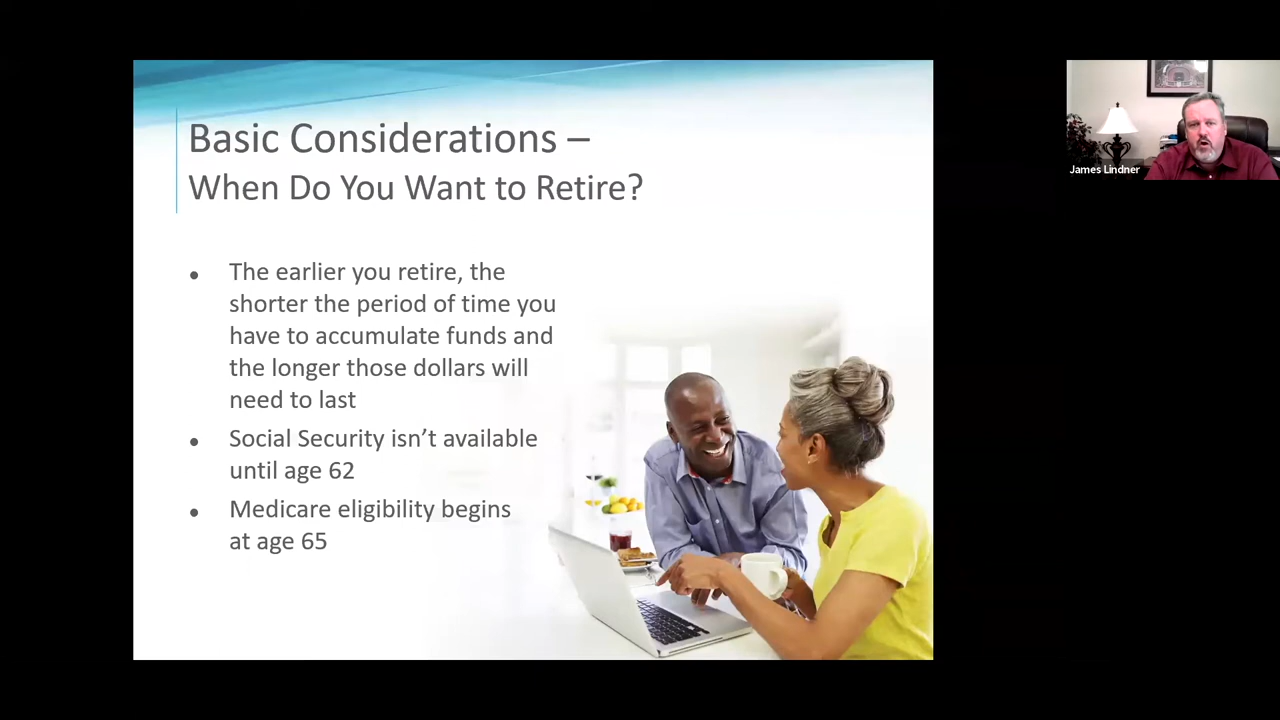 Basic Considerations –
When Do You Want to Retire?
• The earlier you retire, the
shorter the period of time you
have to accumulate funds and
the longer those dollars will
need to last
• Social Security isn’t available
until age 62
• Medicare eligibility begins
at age 65
James Lindner